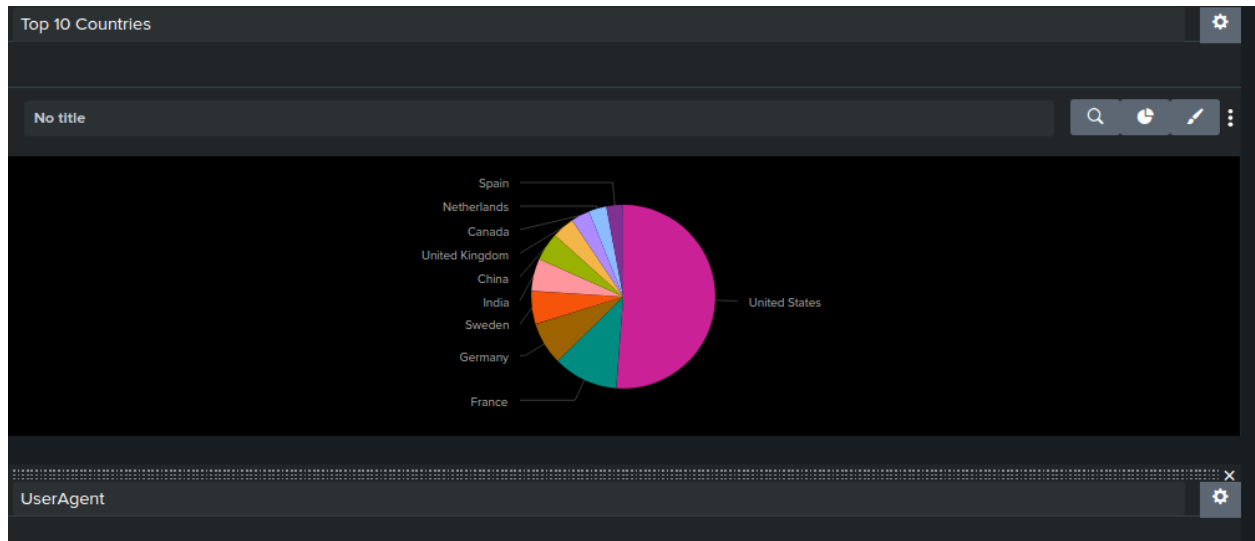 Top 10 Countries
No title
Spain
Netherlands
Canada
United Kingdom
China
India
United States
Sweden
Germany
France
UserAgent